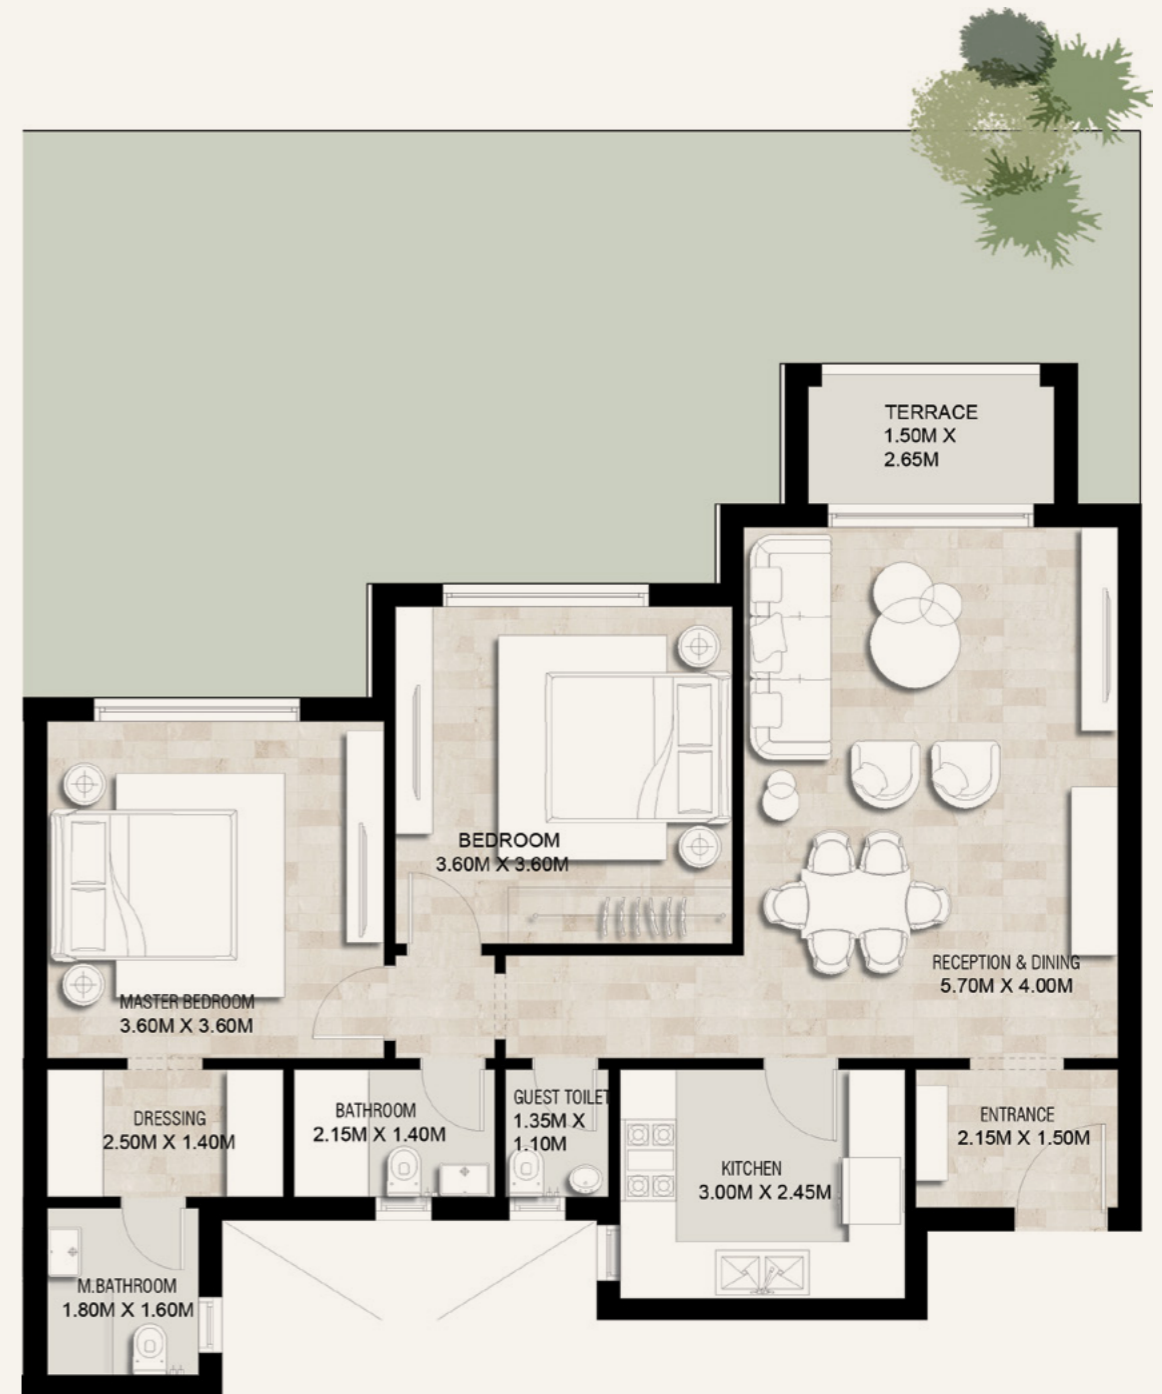 TERRACE
1.50M X
2.65M
BEDROOM
3.60M X 3.60M
RECEPTION & DINING
5.70M X 4.00M
MASTER BEDROOM
3.60M X 3.60M
DRESSING
2.50M X 1.40M
BATHROOM
2.15M X 1.40M
GUEST TOILET
1.35M X
1.10M
KITCHEN
3.00M X 2.45M
ENTRANCE
2.15M X 1.50M
M.BATHROOM
1.80M X 1.60M